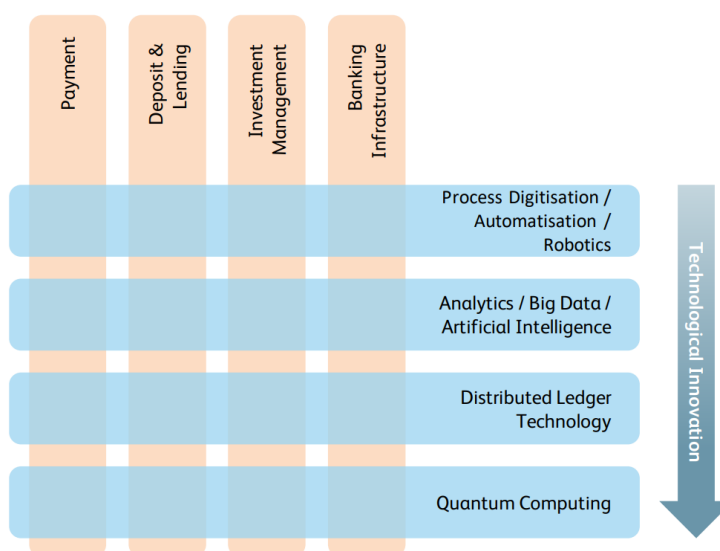 Payment
Deposit &
Lending
Investment
Management
Banking
Infrastructure
Process Digitisation /
Automatisation /
Robotics
Analytics / Big Data /
Artificial Intelligence
Distributed Ledger
Technology
Quantum Computing
Technological Innovation